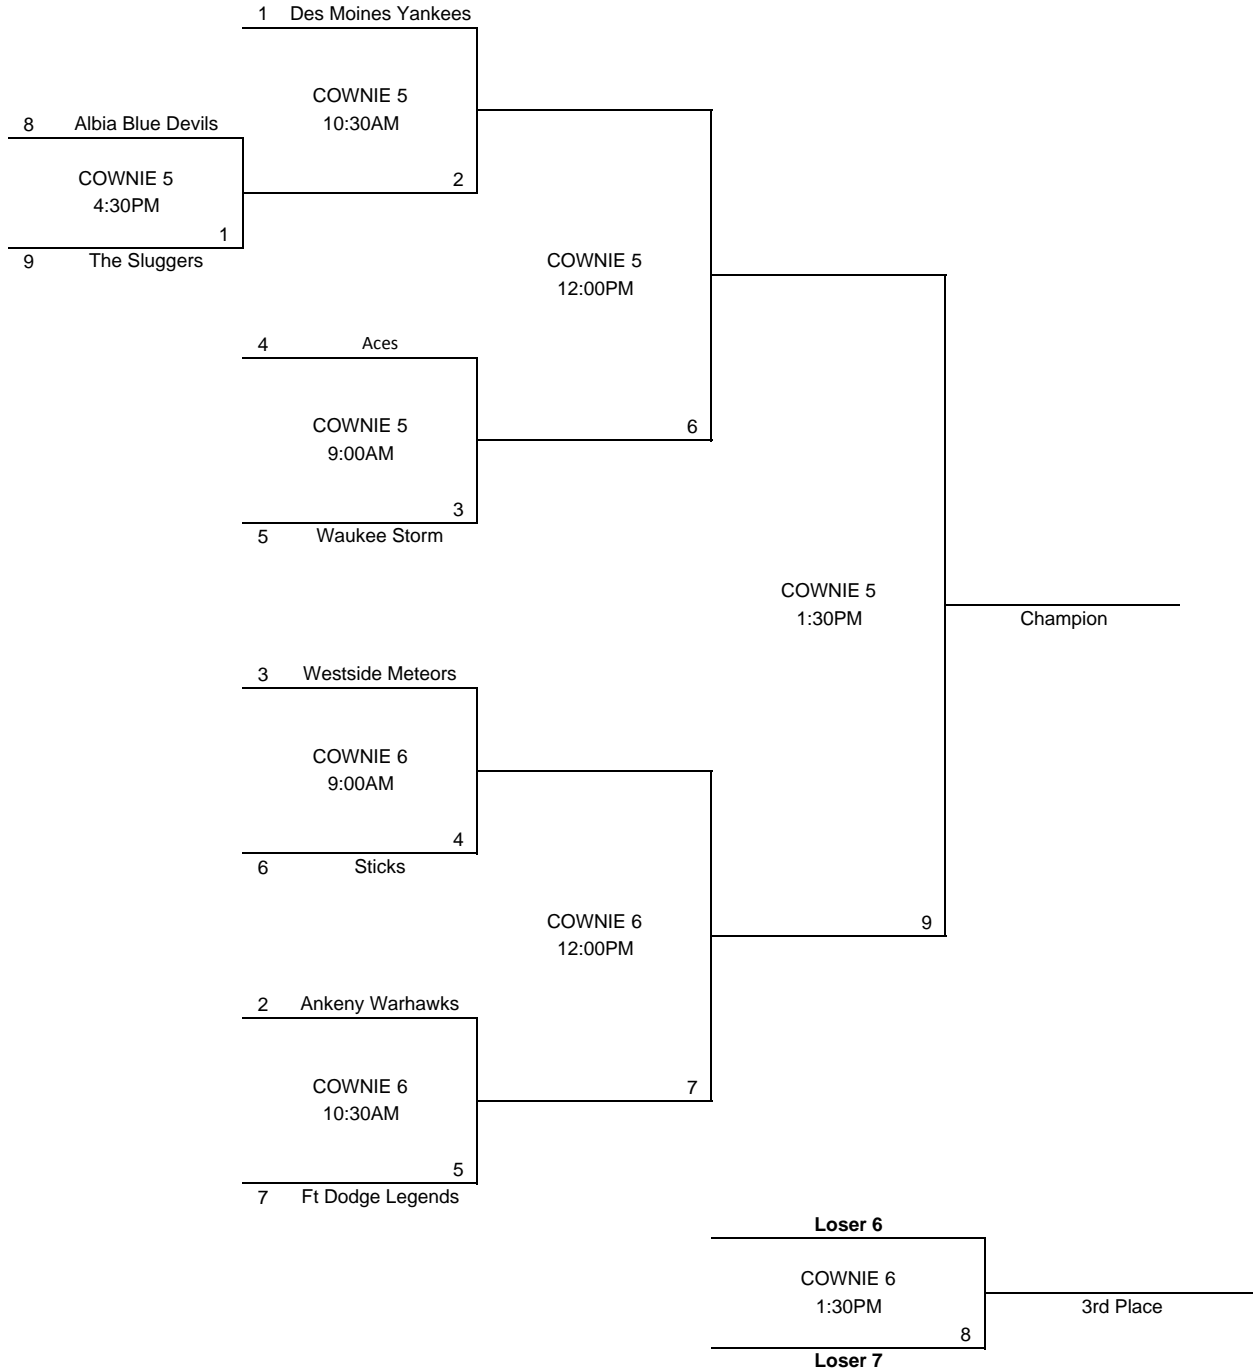 1 Des Moines Yankees
COWNIE 5
10:30AM
8 Albia Blue Devils
COWNIE 5
4:30PM
2
1
9 The Sluggers
COWNIE 5
12:00PM
4 Aces
COWNIE 5
9:00AM
6
3
5 Waukee Storm
COWNIE 5
1:30PM
Champion
3 Westside Meteors
COWNIE 6
9:00AM
4
6 Sticks
COWNIE 6
12:00PM
9
2 Ankeny Warhawks
COWNIE 6
10:30AM
7
5
7 Ft Dodge Legends
Loser 6
COWNIE 6
1:30PM
3rd Place
8
Loser 7